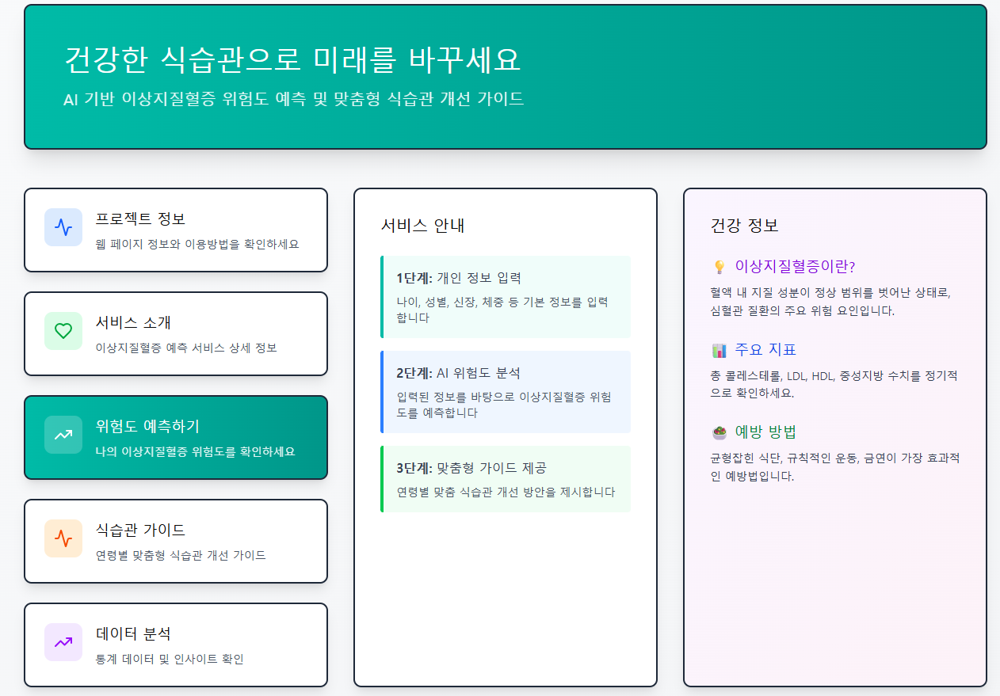 건강한 식습관으로 미래를 바꾸세요
AI 기반 이상지질혈증 위험도 예측 및 맞춤형 식습관 개선 가이드
프로젝트 정보
웹 페이지 정보와 이용방법을 확인하세요
서비스 소개
이상지질혈증 예측 서비스 상세 정보
위험도 예측하기
나의 이상지질혈증 위험도를 확인하세요
식습관 가이드
연령별 맞춤형 식습관 개선 가이드
데이터 분석
통계 데이터 및 인사이트 확인
서비스 안내
1단계: 개인 정보 입력
나이, 성별, 신장, 체중 등 기본 정보를 입력
합니다
2단계: AI 위험도 분석
입력된 정보를 바탕으로 이상지질혈증 위험
도를 예측합니다
3단계: 맞춤형 가이드 제공
연령별 맞춤 식습관 개선 방안을 제시합니다
건강 정보
이상지질혈증이란?
혈액 내 지질 성분이 정상 범위를 벗어난 상태로,
심혈관 질환의 주요 위험 요인입니다.
주요 지표
총 콜레스테롤, LDL, HDL, 중성지방 수치를 정기적
으로 확인하세요.
예방 방법
균형잡힌 식단, 규칙적인 운동, 금연이 가장 효과적
인 예방법입니다.